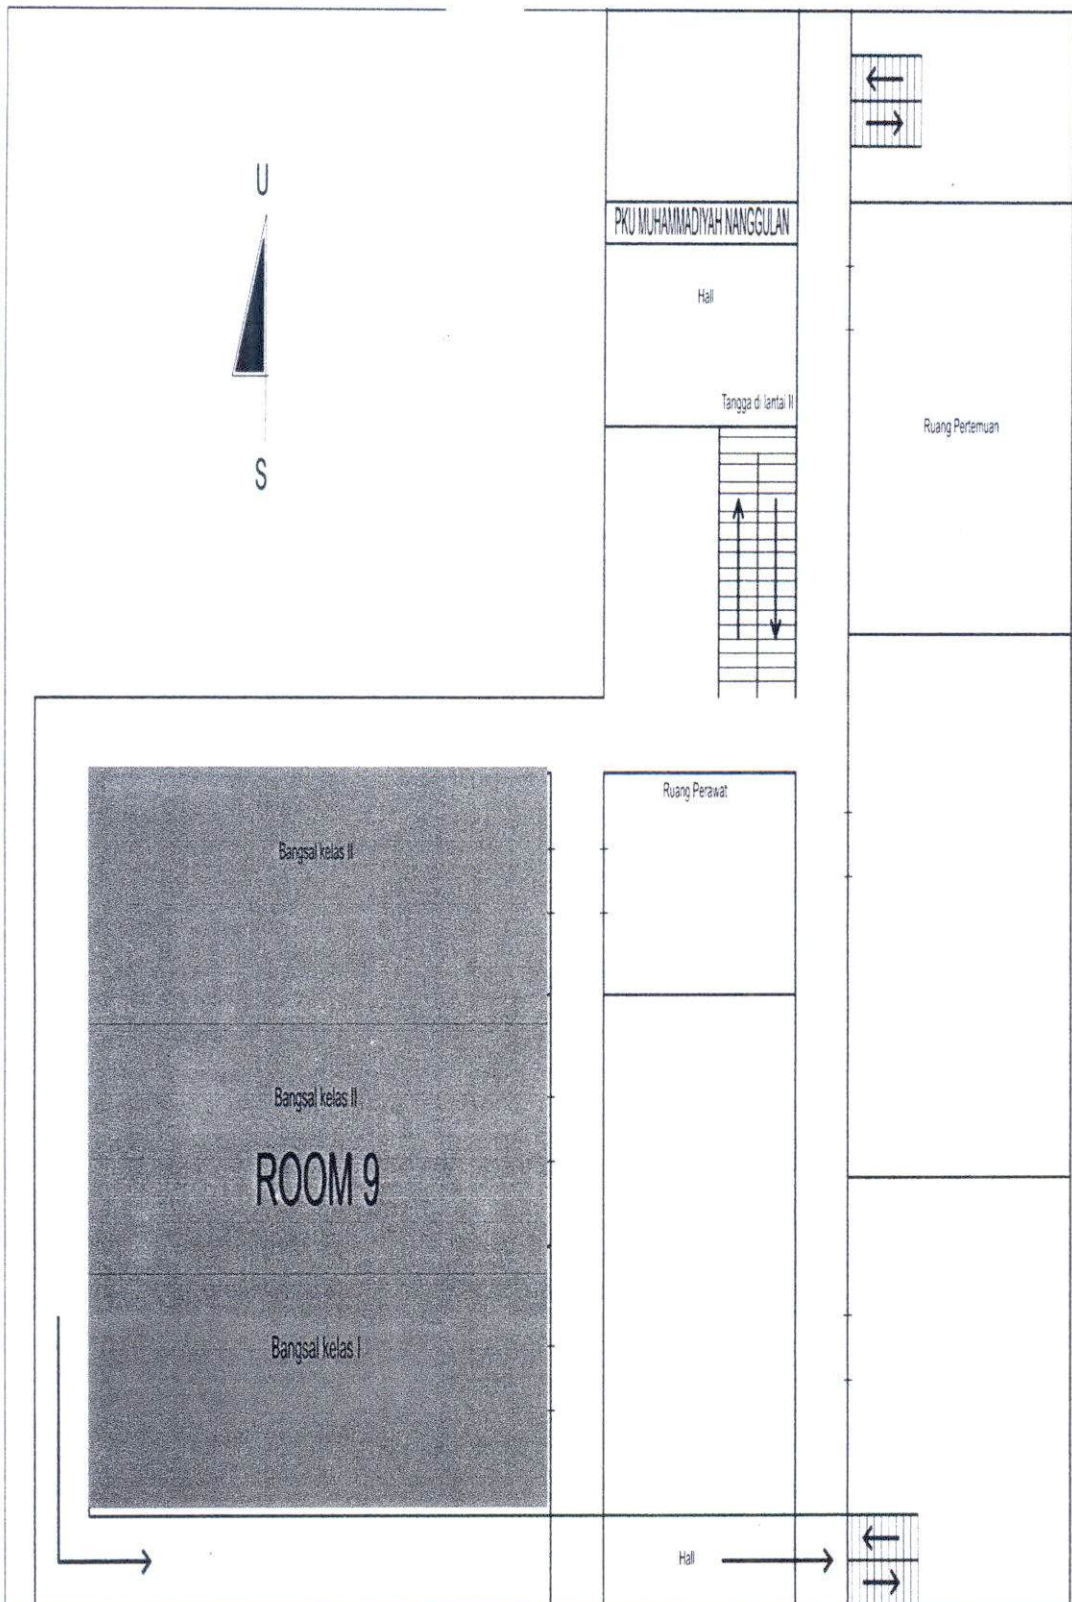 U
S
PKU MUHAMMADIYAH NANGGULAN
Hall
Tangga di lantai II
Ruang Pertemuan
Ruang Perawat
Bangsal kelas II
Bangsal kelas II
ROOM 9
Bangsal kelas I
Hall